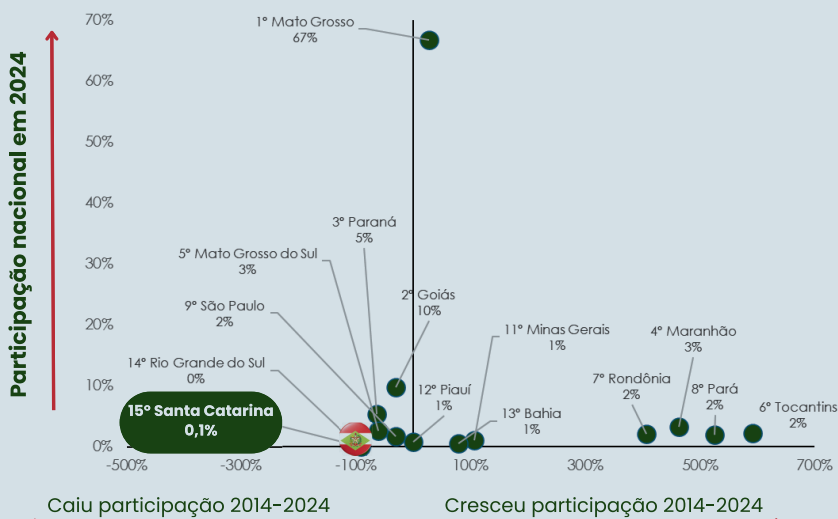 Participação nacional em 2024
70%
60%
50%
40%
30%
20%
10%
0%
1° Mato Grosso
67%
3° Paraná
5%
5° Mato Grosso do Sul
3%
2° Goiás
10%
9° São Paulo
2%
11° Minas Gerais
1%
4° Maranhão
3%
14° Rio Grande do Sul
0%
7° Rondônia
2%
8° Pará
2%
12° Piauí
1%
6° Tocantins
2%
15° Santa Catarina
0,1%
13° Bahia
1%
-500%
-300%
-100%
100%
300%
500%
700%
Caiu participação 2014-2024
Cresceu participação 2014-2024